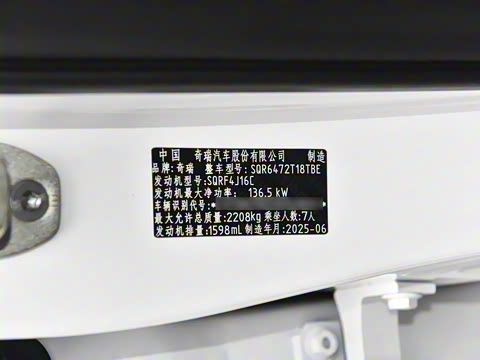 中国 奇瑞汽车股份有限公司 制造
品牌:奇瑞 整车型号:SQR6472T18TBE
发动机型号:SQRF4J16C
发动机最大净功率: 136.5 kW
车辆识别代号:* *
最大允许总质量:2208kg 乘坐人数:7人
发动机排量:1598mL 制造年月:2025-06